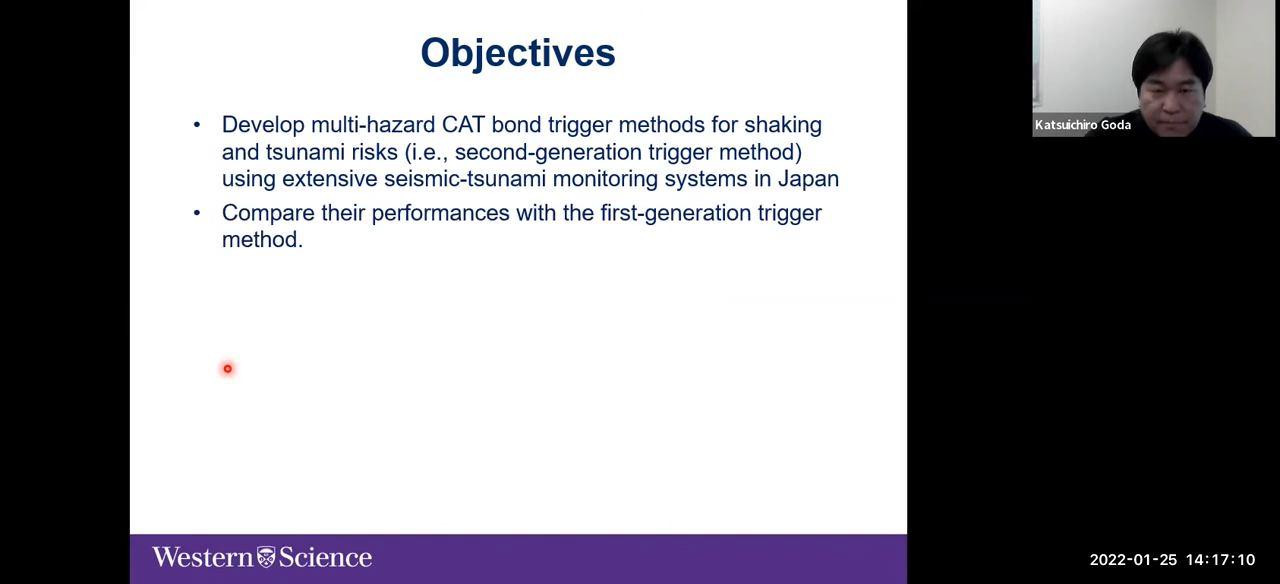 Objectives
• Develop multi-hazard CAT bond trigger methods for shaking
and tsunami risks (i.e., second-generation trigger method)
using extensive seismic-tsunami monitoring systems in Japan
• Compare their performances with the first-generation trigger
method.
Katsuichiro Goda
Western Science
2022-01-25 14:17:10